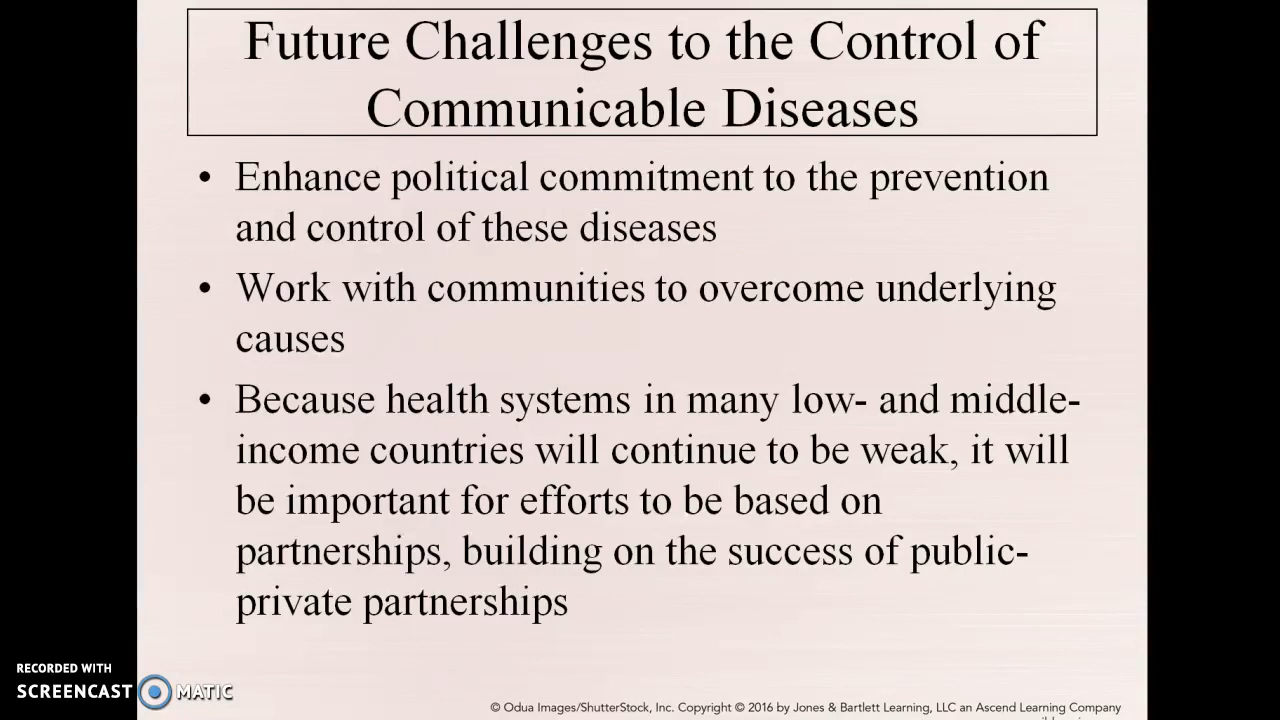 Future Challenges to the Control of
Communicable Diseases
• Enhance political commitment to the prevention
and control of these diseases
• Work with communities to overcome underlying
causes
• Because health systems in many low- and middle-
income countries will continue to be weak, it will
be important for efforts to be based on
partnerships, building on the success of public-
private partnerships
RECORDED WITH
SCREENCAST MATIC
© Odua Images/ShutterStock, Inc. Copyright © 2016 by Jones & Bartlett Learning, LLC an Ascend Learning Company